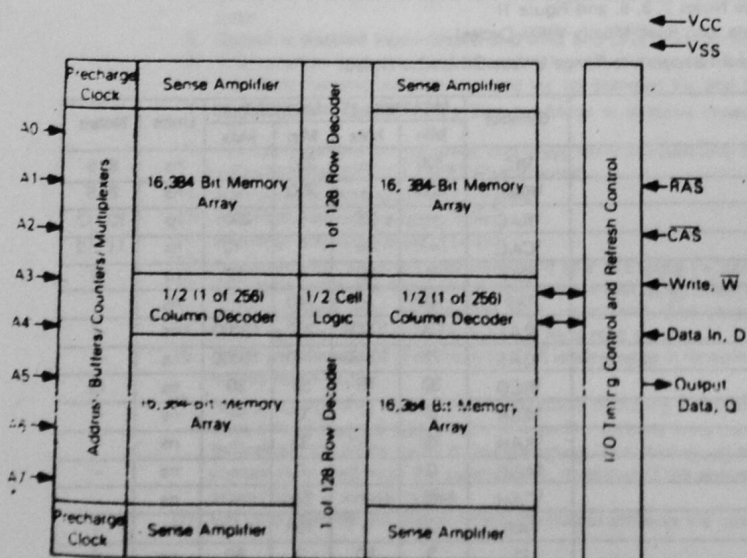 VCC
VSS
Precharge
Clock
Sense Amplifier
Sense Amplifier
A0
A1
A2
A3
A4
A5
A6
A7
Address Buffers/Counters/Multiplexers
16,384 Bit Memory
Array
1 of 128 Row Decoder
16,384 Bit Memory
Array
1/2 (1 of 256)
Column Decoder
1/2 Cell
Logic
1/2 (1 of 256)
Column Decoder
16,384 Bit Memory
Array
1 of 128 Row Decoder
16,384 Bit Memory
Array
Precharge
Clock
Sense Amplifier
Sense Amplifier
I/O Timing Control and Refresh Control
RAS
CAS
Write, W
Data In, D
Output
Data, Q